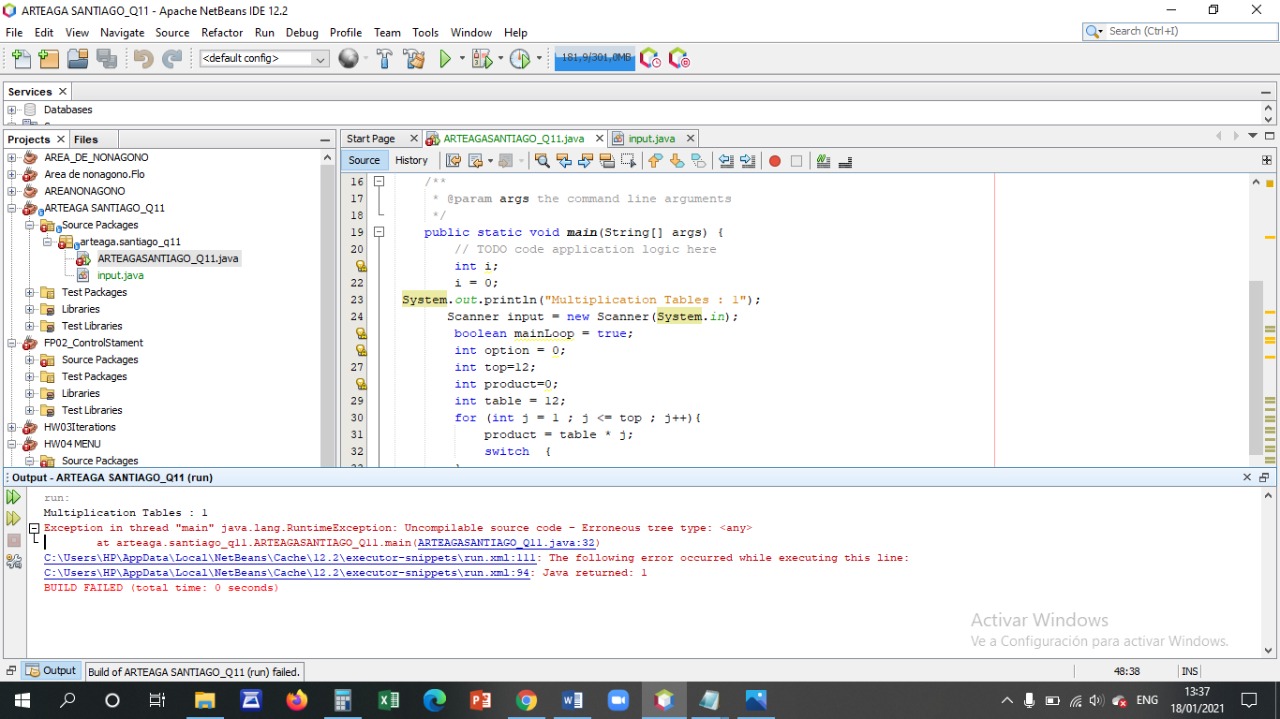 ARTEAGA SANTIAGO_Q11 - Apache NetBeans IDE 12.2
File Edit View Navigate Source Refactor Run Debug Profile Team Tools Window Help
Search (Ctrl+I)
<default config>
181,9/301,0MB
Services
Databases
Projects Files
AREA_DE_NONAGONO
Area de nonagono.Flo
AREANONAGONO
ARTEAGA SANTIAGO_Q11
Source Packages
arteaga.santiago_q11
ARTEAGASANTIAGO_Q11.java
input.java
Test Packages
Libraries
Test Libraries
FP02_ControlStament
Source Packages
Test Packages
Libraries
Test Libraries
HW03Iterations
HW04 MENU
Source Packages
Start Page ARTEAGASANTIAGO_Q11.java input.java
Source History
16 /**
17 * @param args the command line arguments
18 */
19 public static void main(String[] args) {
20 // TODO code application logic here
int i;
22 i = 0;
23 System.out.println("Multiplication Tables : 1");
24 Scanner input = new Scanner(System.in);
boolean mainLoop = true;
int option = 0;
27 int top=12;
int product=0;
29 int table = 12;
30 for (int j = 1 ; j <= top ; j++){
31 product = table * j;
32 switch {
Output - ARTEAGA SANTIAGO_Q11 (run)
run:
Multiplication Tables : 1
Exception in thread "main" java.lang.RuntimeException: Uncompilable source code - Erroneous tree type: <any>
at arteaga.santiago_q11.ARTEAGASANTIAGO_Q11.main(ARTEAGASANTIAGO_Q11.java:32)
C:\Users\HP\AppData\Local\NetBeans\Cache\12.2\executor-snippets\run.xml:111: The following error occurred while executing this line:
C:\Users\HP\AppData\Local\NetBeans\Cache\12.2\executor-snippets\run.xml:94: Java returned: 1
BUILD FAILED (total time: 0 seconds)
Activar Windows
Ve a Configuración para activar Windows.
Output Build of ARTEAGA SANTIAGO_Q11 (run) failed. 48:38 INS
ENG
13:37
18/01/2021